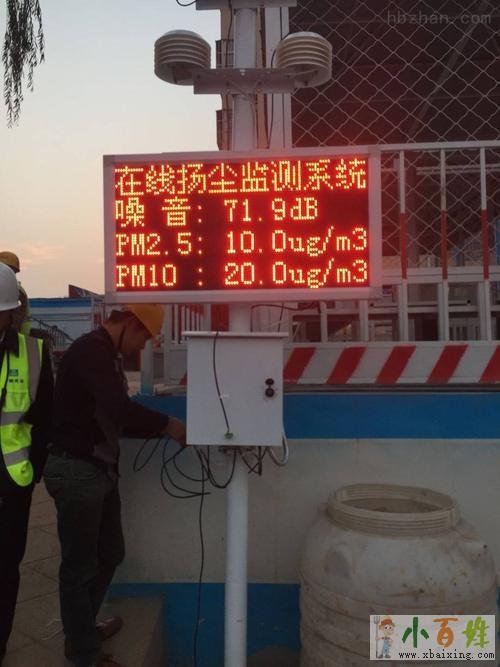 hbzhan.com
在线扬尘监测系统
噪音: 71.9dB
PM2.5: 10.0ug/m3
PM10 : 20.0ug/m3
小百姓
www.xbaixing.com